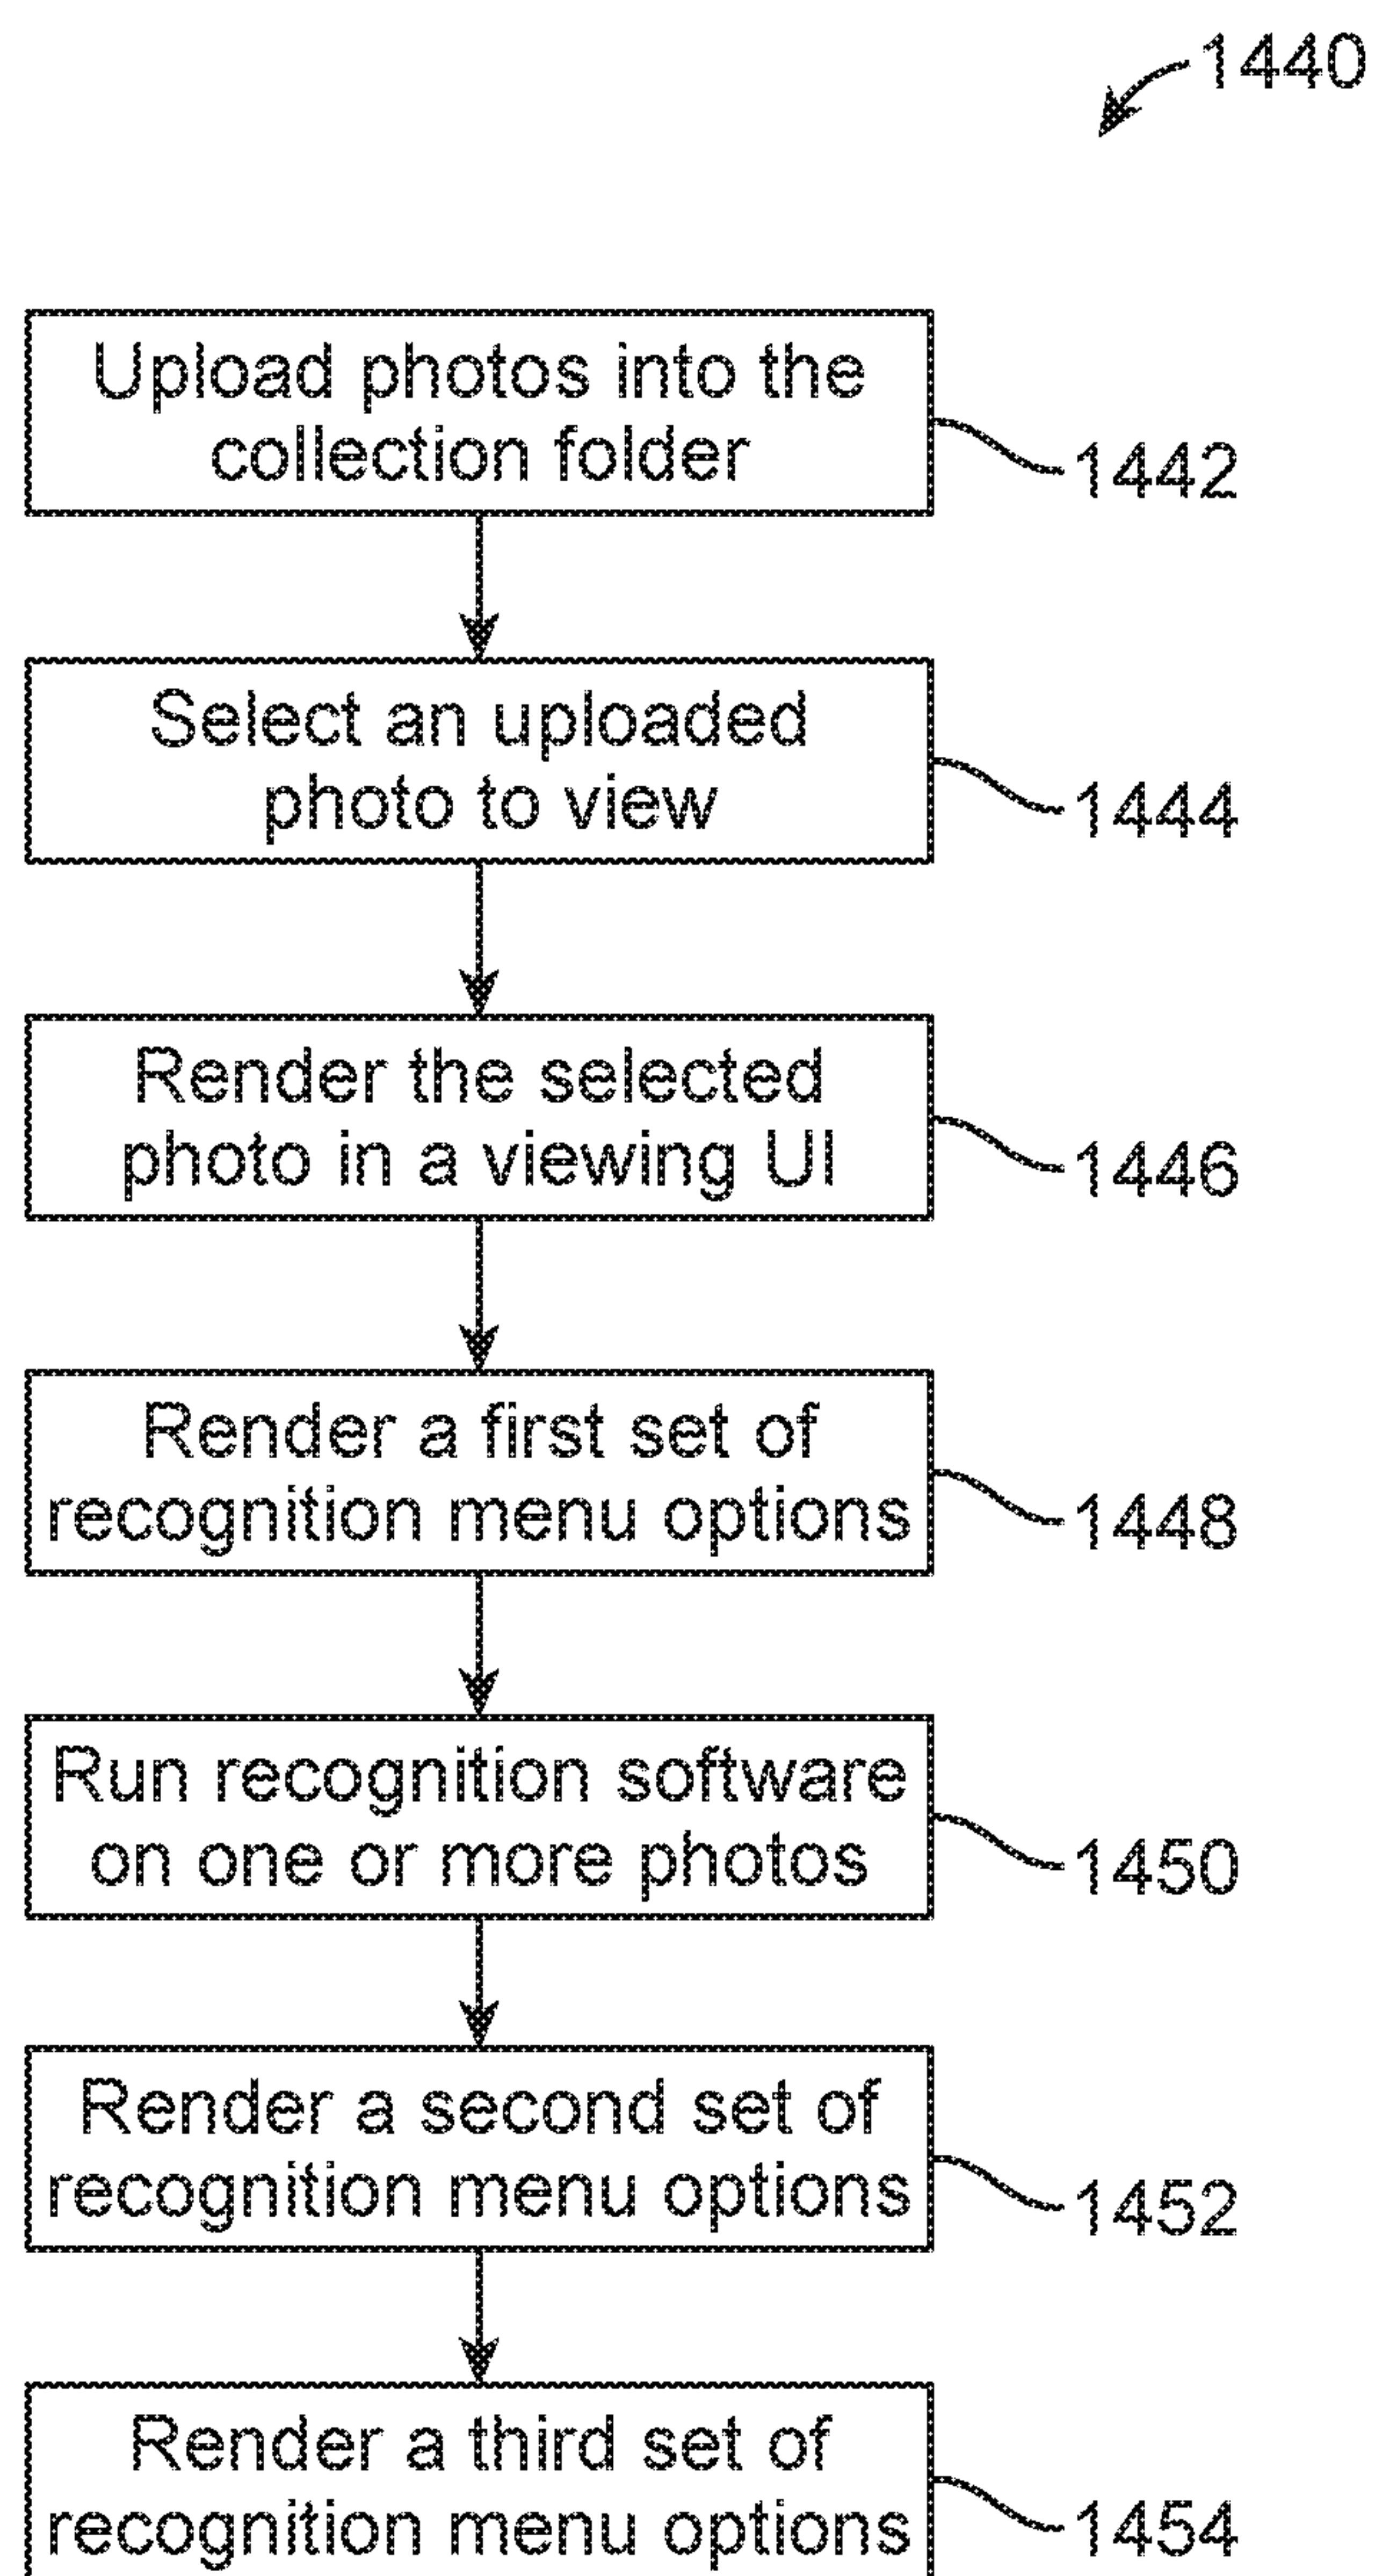 1440
Upload photos into the
collection folder
1442
Select an uploaded
photo to view
1444
Render the selected
photo in a viewing UI
1446
Render a first set of
recognition menu options
1448
Run recognition software
on one or more photos
1450
Render a second set of
recognition menu options
1452
Render a third set of
recognition menu options
1454